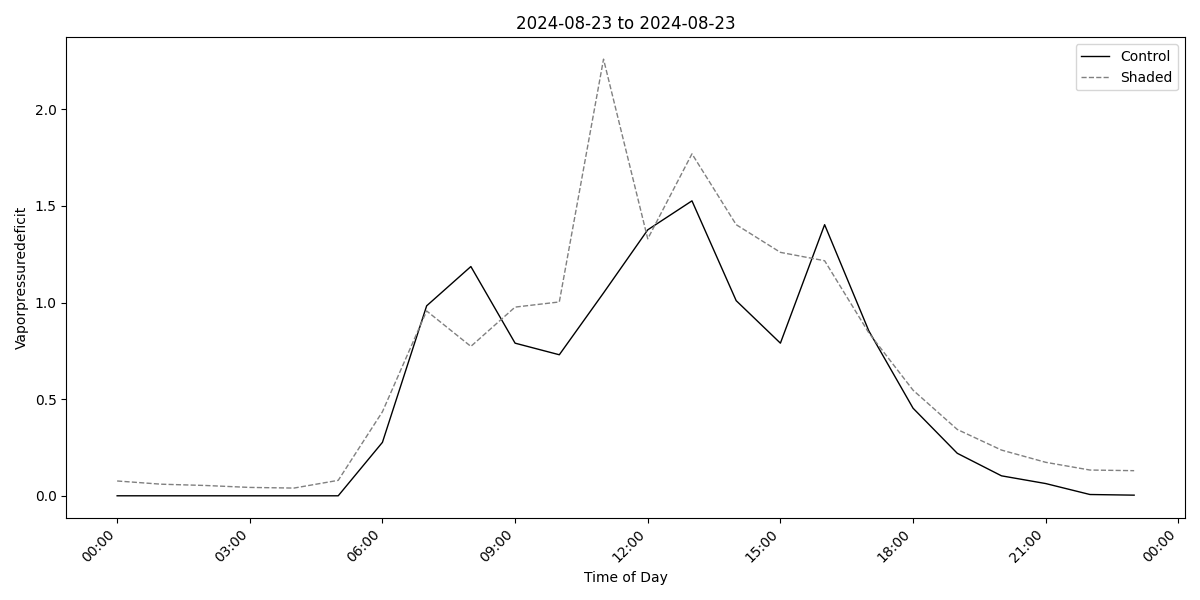 2024-08-23 to 2024-08-23
Control
Shaded
Vaporpressuredeficit
2.0
1.5
1.0
0.5
0.0
00:00
03:00
06:00
09:00
12:00
15:00
18:00
21:00
00:00
Time of Day